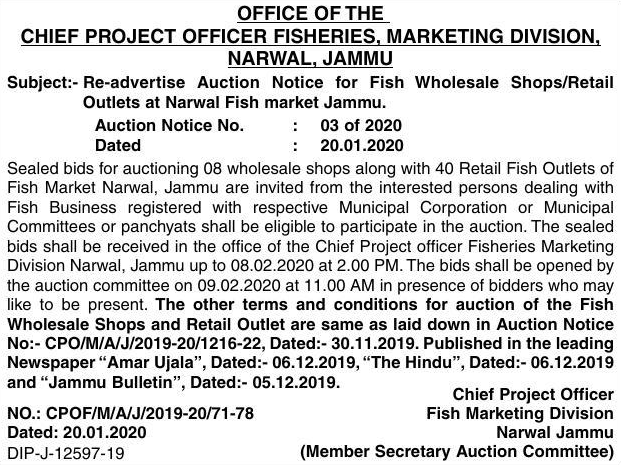 OFFICE OF THE
CHIEF PROJECT OFFICER FISHERIES, MARKETING DIVISION,
NARWAL, JAMMU
Subject:- Re-advertise Auction Notice for Fish Wholesale Shops/Retail
Outlets at Narwal Fish market Jammu.
Auction Notice No. : 03 of 2020
Dated : 20.01.2020
Sealed bids for auctioning 08 wholesale shops along with 40 Retail Fish Outlets of
Fish Market Narwal, Jammu are invited from the interested persons dealing with
Fish Business registered with respective Municipal Corporation or Municipal
Committees or panchyats shall be eligible to participate in the auction. The sealed
bids shall be received in the office of the Chief Project officer Fisheries Marketing
Division Narwal, Jammu up to 08.02.2020 at 2.00 PM. The bids shall be opened by
the auction committee on 09.02.2020 at 11.00 AM in presence of bidders who may
like to be present. The other terms and conditions for auction of the Fish
Wholesale Shops and Retail Outlet are same as laid down in Auction Notice
No:- CPO/M/A/J/2019-20/1216-22, Dated:- 30.11.2019. Published in the leading
Newspaper “Amar Ujala”, Dated:- 06.12.2019, “The Hindu”, Dated:- 06.12.2019
and “Jammu Bulletin”, Dated:- 05.12.2019.
Chief Project Officer
NO.: CPOF/M/A/J/2019-20/71-78 Fish Marketing Division
Dated: 20.01.2020 Narwal Jammu
DIP-J-12597-19 (Member Secretary Auction Committee)